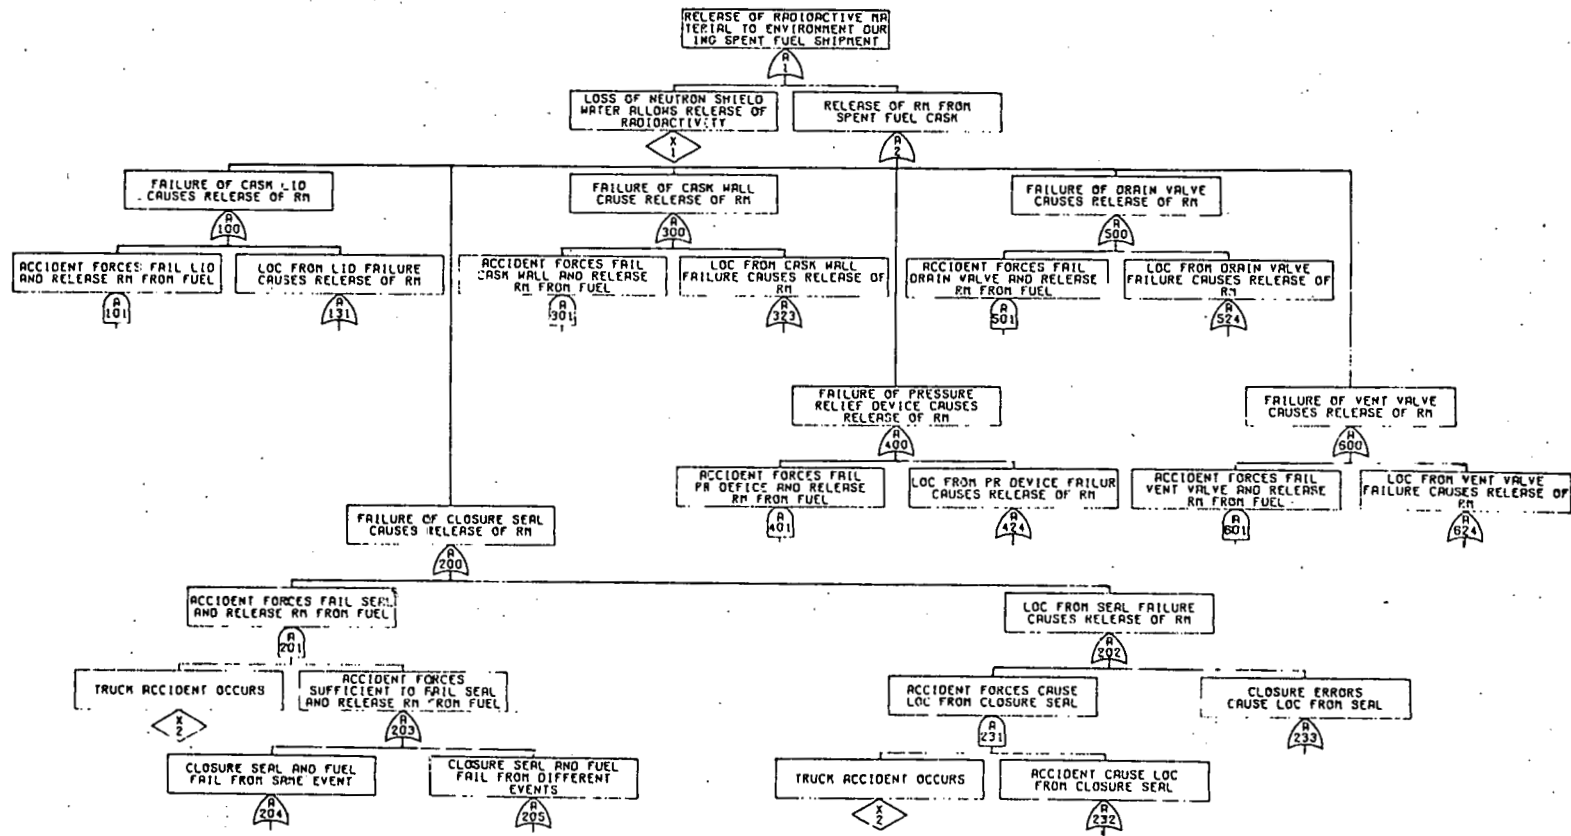 RELEASE OF RADIOACTIVE MA
TERIAL TO ENVIRONMENT DUR
ING SPENT FUEL SHIPMENT
A
1
LOSS OF NEUTRON SHIELD
WATER ALLOWS RELEASE OF
RADIOACTIVITY
X
1
RELEASE OF RM FROM
SPENT FUEL CASK
A
2
FAILURE OF CASK LID
CAUSES RELEASE OF RM
A
100
FAILURE OF CASK WALL
CAUSE RELEASE OF RM
A
300
FAILURE OF DRAIN VALVE
CAUSES RELEASE OF RM
A
500
ACCIDENT FORCES FAIL LID
AND RELEASE RM FROM FUEL
A
101
LOC FROM LID FAILURE
CAUSES RELEASE OF RM
A
131
ACCIDENT FORCES FAIL
CASK WALL AND RELEASE
RM FROM FUEL
A
301
LOC FROM CASK WALL
FAILURE CAUSES RELEASE OF
RM
A
323
ACCIDENT FORCES FAIL
DRAIN VALVE AND RELEASE
RM FROM FUEL
A
501
LOC FROM DRAIN VALVE
FAILURE CAUSES RELEASE OF
RM
A
524
FAILURE OF PRESSURE
RELIEF DEVICE CAUSES
RELEASE OF RM
A
400
FAILURE OF VENT VALVE
CAUSES RELEASE OF RM
A
600
ACCIDENT FORCES FAIL
PR DEFICE AND RELEASE
RM FROM FUEL
A
401
LOC FROM PR DEVICE FAILUR
CAUSES RELEASE OF RM
A
424
ACCIDENT FORCES FAIL
VENT VALVE AND RELEASE
RM FROM FUEL
A
601
LOC FROM VENT VALVE
FAILURE CAUSES RELEASE OF
RM
A
624
FAILURE OF CLOSURE SEAL
CAUSES RELEASE OF RM
A
200
ACCIDENT FORCES FAIL SEAL
AND RELEASE RM FROM FUEL
A
201
LOC FROM SEAL FAILURE
CAUSES RELEASE OF RM
A
202
TRUCK ACCIDENT OCCURS
X
2
ACCIDENT FORCES
SUFFICIENT TO FAIL SEAL
AND RELEASE RM FROM FUEL
A
203
ACCIDENT FORCES CAUSE
LOC FROM CLOSURE SEAL
A
231
CLOSURE ERRORS
CAUSE LOC FROM SEAL
A
233
CLOSURE SEAL AND FUEL
FAIL FROM SAME EVENT
A
204
CLOSURE SEAL AND FUEL
FAIL FROM DIFFERENT
EVENTS
A
205
TRUCK ACCIDENT OCCURS
X
2
ACCIDENT CAUSE LOC
FROM CLOSURE SEAL
A
232